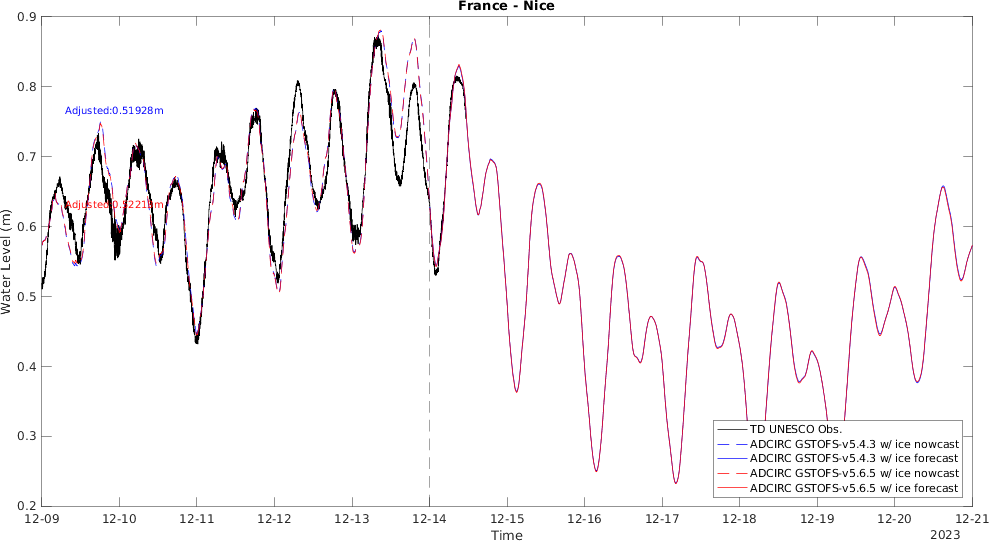 France - Nice
0.9
0.8
0.7
0.6
0.5
0.4
0.3
0.2
Water Level (m)
Adjusted:0.51928m
TD UNESCO Obs.
ADCIRC GSTOFS-v5.4.3 w/ ice nowcast
ADCIRC GSTOFS-v5.4.3 w/ ice forecast
ADCIRC GSTOFS-v5.6.5 w/ ice nowcast
ADCIRC GSTOFS-v5.6.5 w/ ice forecast
12-09 12-10 12-11 12-12 12-13 12-14 12-15 12-16 12-17 12-18 12-19 12-20 12-21
Time
2023